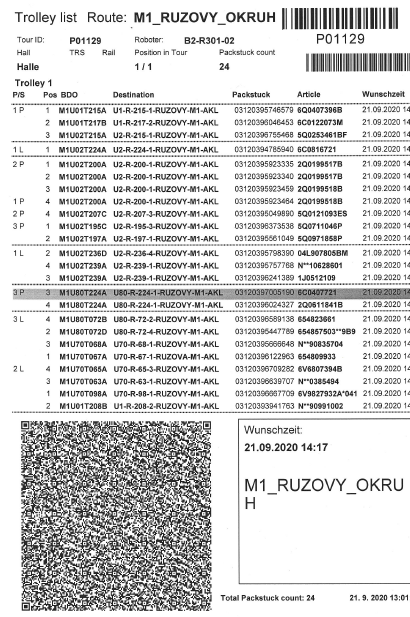 Trolley list Route: M1_RUZOVY_OKRUH
Tour ID: P01129 Roboter: B2-R301-02 P01129
Hall TRS Rail Position in Tour Packstuck count
Halle 1 / 1 24
Trolley 1
P/S Pos BDO Destination Packstuck Article Wunschzeit
1 P 1 M1U01T215A U1-R-215-1-RUZOVY-M1-AKL 03120395746579 6Q0407396B 21.09.2020 14
2 M1U01T217B U1-R-217-2-RUZOVY-M1-AKL 03120396046453 6C0122073M 21.09.2020 14
3 M1U02T215A U2-R-215-1-RUZOVY-M1-AKL 03120396755468 5Q0253461BF 21.09.2020 14
1 L 1 M1U02T224A U2-R-224-1-RUZOVY-M1-AKL 03120394785940 6C0816721 21.09.2020 14
2 P 1 M1U02T200A U2-R-200-1-RUZOVY-M1-AKL 03120395923335 2Q0199517B 21.09.2020 14
2 M1U02T200A U2-R-200-1-RUZOVY-M1-AKL 03120395923340 2Q0199517B 21.09.2020 14
3 M1U02T200A U2-R-200-1-RUZOVY-M1-AKL 03120395923459 2Q0199518B 21.09.2020 14
1 P 4 M1U02T200A U2-R-200-1-RUZOVY-M1-AKL 03120395923464 2Q0199518B 21.09.2020 14
2 P 4 M1U02T207C U2-R-207-3-RUZOVY-M1-AKL 03120395049890 5Q0121093ES 21.09.2020 14
3 P 1 M1U02T195C U2-R-195-3-RUZOVY-M1-AKL 03120396373536 5Q0711046P 21.09.2020 14
2 M1U02T197A U2-R-197-1-RUZOVY-M1-AKL 03120395561049 5Q0971858P 21.09.2020 14
1 L 2 M1U02T236D U2-R-236-4-RUZOVY-M1-AKL 03120395798390 04L907805BM 21.09.2020 14
4 M1U02T239A U2-R-239-1-RUZOVY-M1-AKL 03120395757768 N**10628601 21.09.2020 14
3 M1U02T239A U2-R-239-1-RUZOVY-M1-AKL 03120396241389 1J0512109 21.09.2020 14
3 P 3 M1U80T224A U80-R-224-1-RUZOVY-M1-AKL 03120397005190 6C0407721 21.09.2020 14
4 M1U80T224A U80-R-224-1-RUZOVY-M1-AKL 03120396024327 2Q0611841B 21.09.2020 14
3 L 4 M1U80T072B U80-R-72-2-RUZOVY-M1-AKL 03120396589138 654823661 21.09.2020 14
2 M1U80T072D U80-R-72-4-RUZOVY-M1-AKL 03120395447789 654857503**9B9 21.09.2020 14
3 M1U70T068A U70-R-68-1-RUZOVY-M1-AKL 03120395666648 N**90835704 21.09.2020 14
1 M1U70T067A U70-R-67-1-RUZOVA-M1-AKL 03120396122963 654809933 21.09.2020 14
2 L 4 M1U70T065A U70-R-65-3-RUZOVY-M1-AKL 03120396709282 6V6807394B 21.09.2020 14
3 M1U70T063A U70-R-63-1-RUZOVY-M1-AKL 03120396639707 N**0385494 21.09.2020 14
1 M1U70T098A U70-R-98-1-RUZOVY-M1-AKL 03120396667709 6V9827932A*041 21.09.2020 14
2 M1U01T208B U1-R-208-2-RUZOVY-M1-AKL 03120393941763 N**90991002 21.09.2020 14
Wunschzeit:
21.09.2020 14:17
M1_RUZOVY_OKRU
H
Total Packstuck count: 24 21. 9. 2020 13:01